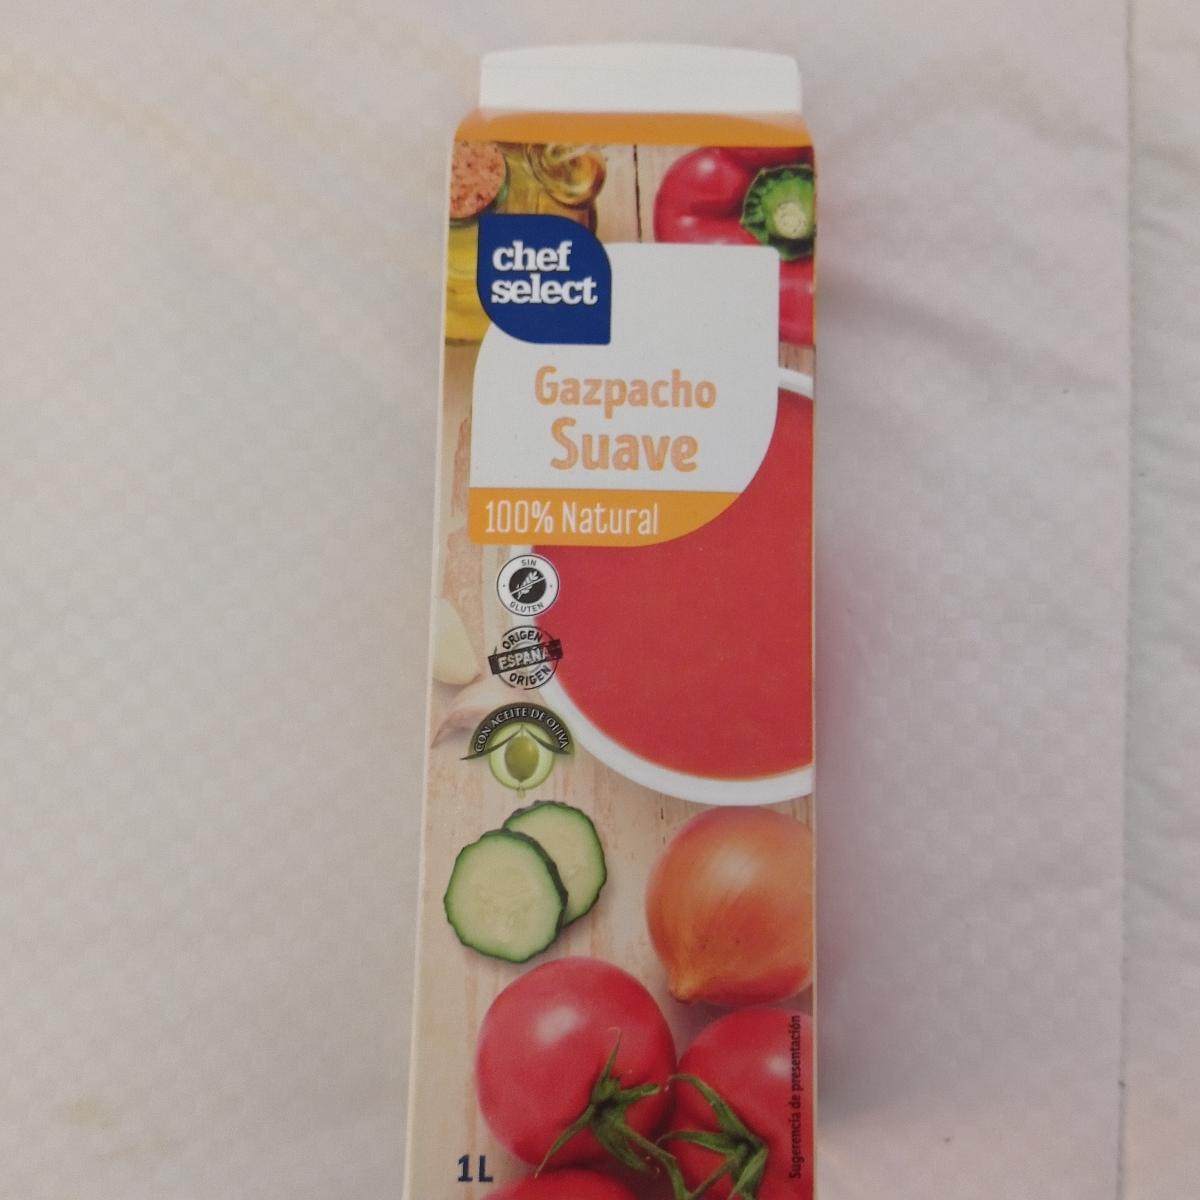 chef
select
Gazpacho
Suave
100% Natural
SIN
GLUTEN
ORIGEN
ESPAÑA
ORIGEN
CON ACEITE DE OLIVA
1L
Sugerencia de presentación